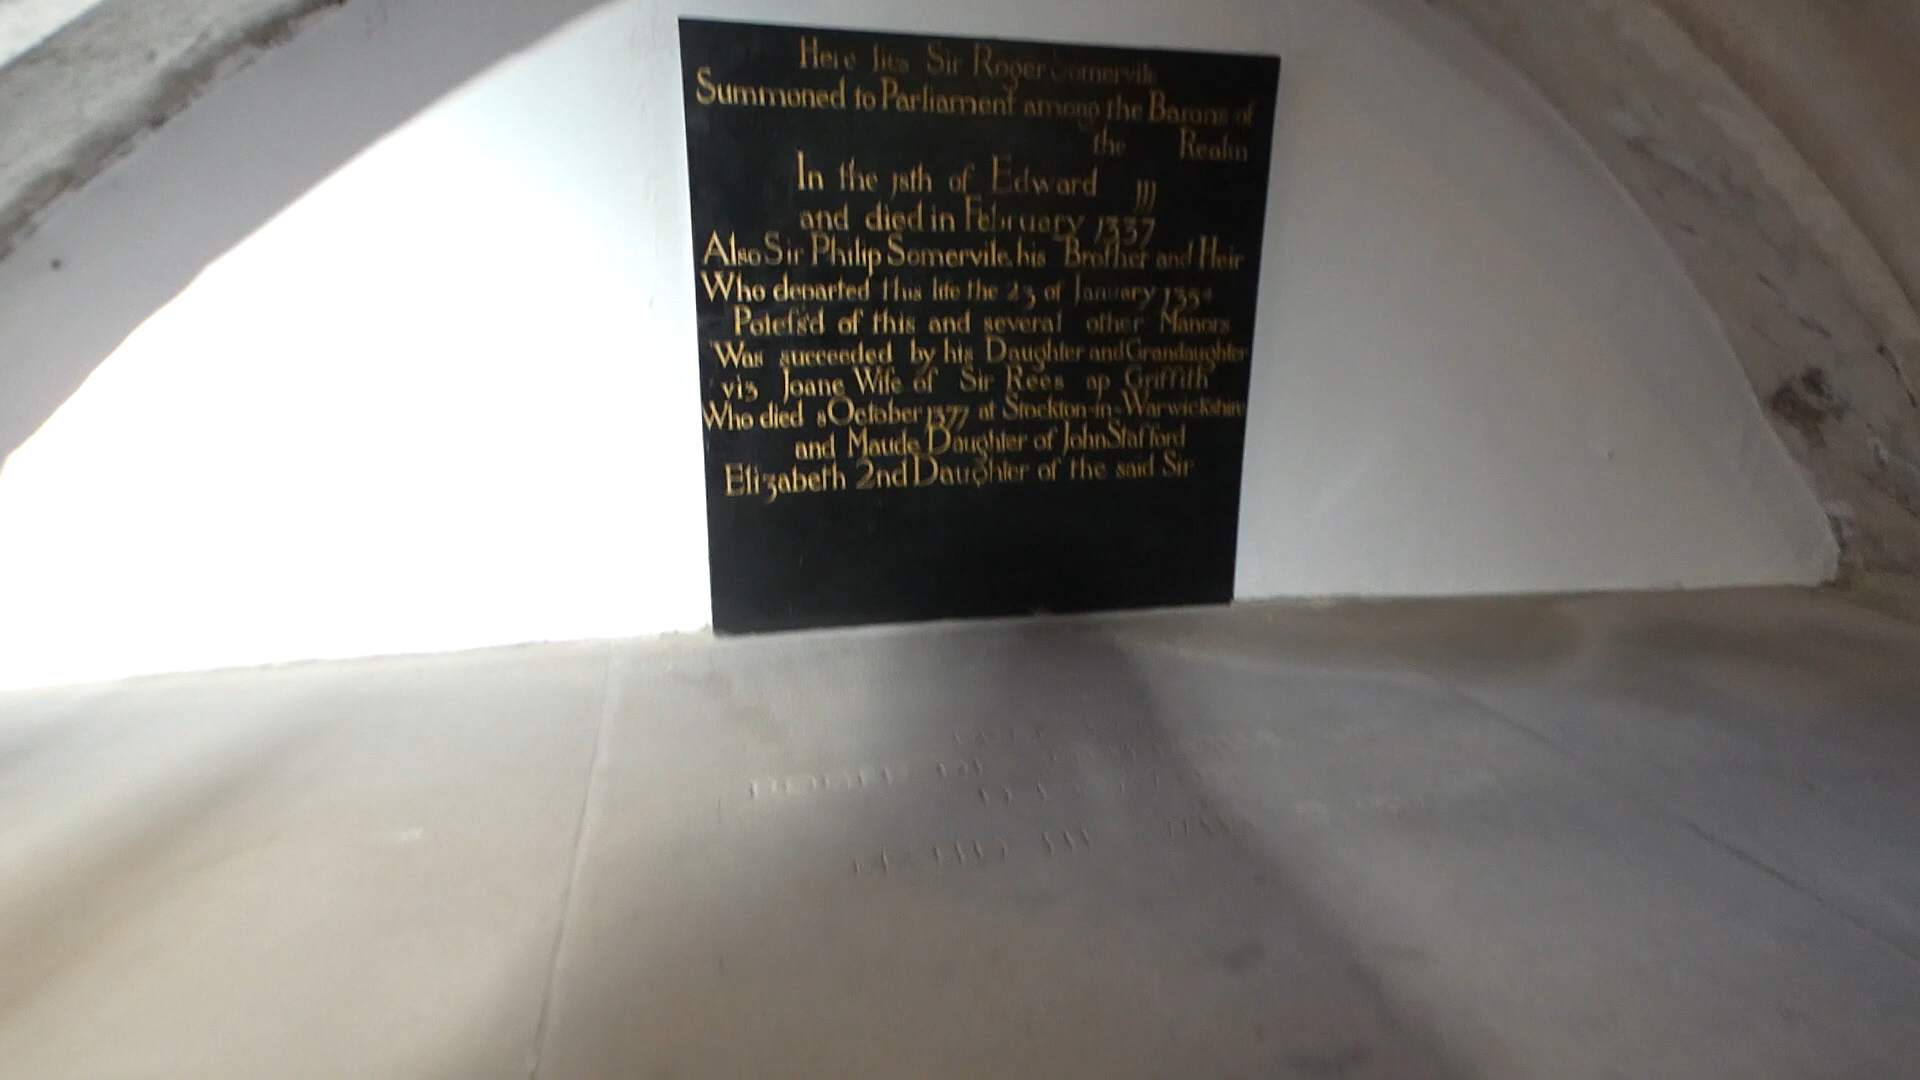 Here lies Sir Roger Somervile
Summoned to Parliament among the Barons of
the Realm
In the jsth of Edward jjj
and died in February 1337
Also Sir Philip Somervile his Brother and Heir
Who departed this life the 23 of January
Potefs'd of this and several other Manors
Was succeeded by his Daughter and Grandaughter
viz Joane Wife of Sir Rees ap Griffith
Who died 8 October 1377 at Stockton-in-Warwickshire
and Maude Daughter of John Stafford
Elizabeth 2nd Daughter of the said Sir